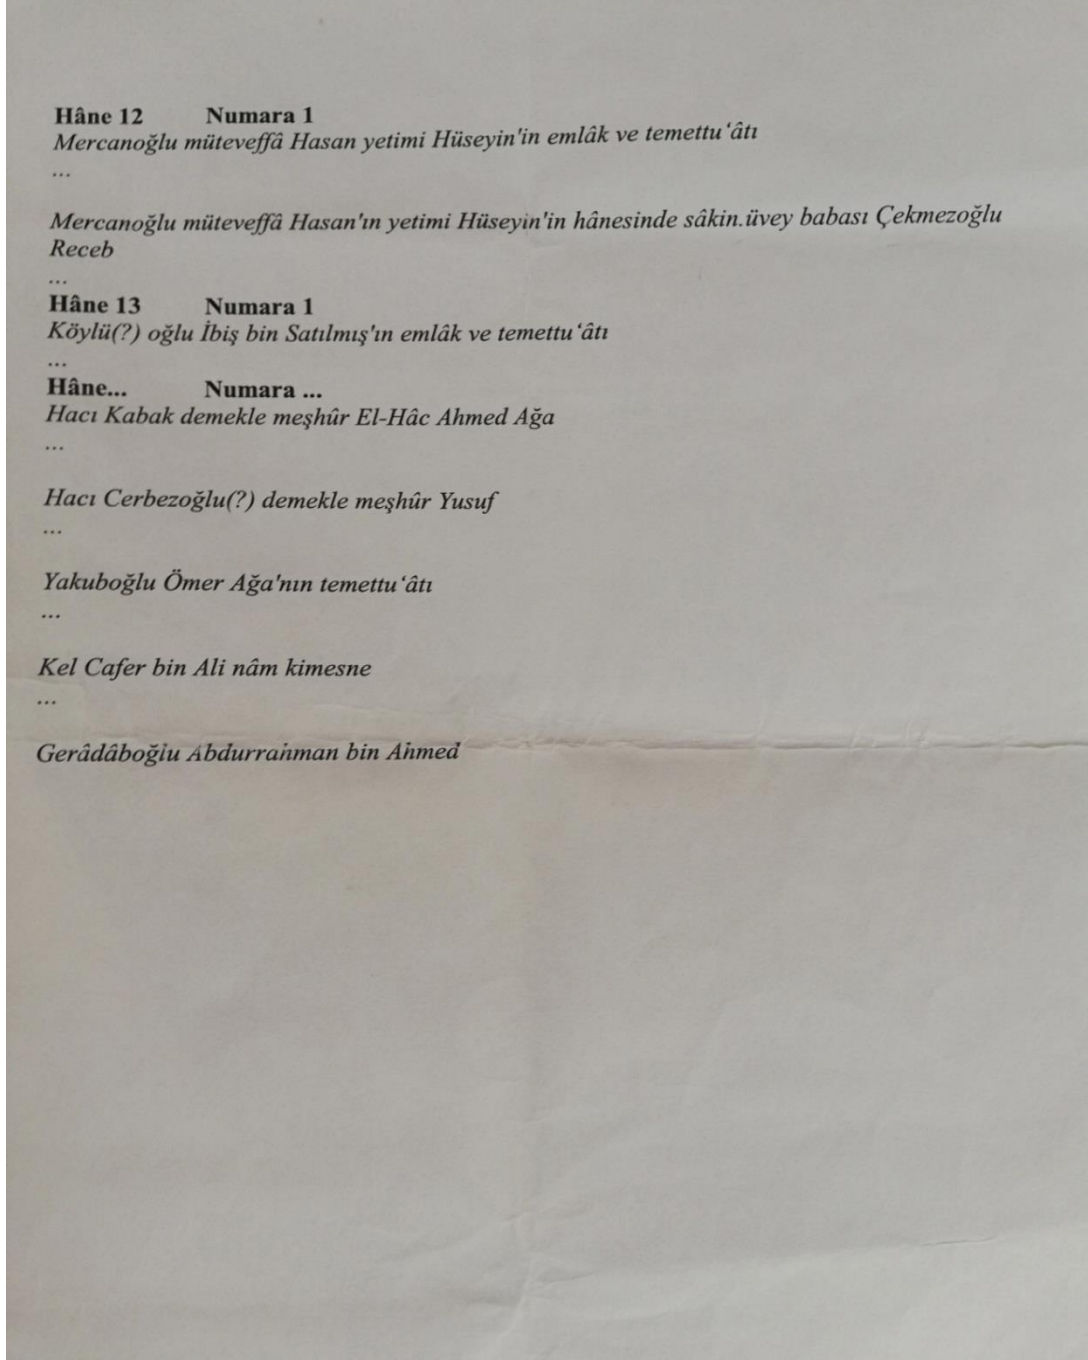 Hâne 12 Numara 1
Mercanoğlu müteveffâ Hasan yetimi Hüseyin'in emlâk ve temettu‘âtı
...
Mercanoğlu müteveffâ Hasan'ın yetimi Hüseyin'in hânesinde sâkin.üvey babası Çekmezoğlu
Receb
...
Hâne 13 Numara 1
Köylü(?) oğlu İbiş bin Satılmış'ın emlâk ve temettu‘âtı
...
Hâne... Numara ...
Hacı Kabak demekle meşhûr El-Hâc Ahmed Ağa
...
Hacı Cerbezoğlu(?) demekle meşhûr Yusuf
...
Yakuboğlu Ömer Ağa'nın temettu‘âtı
...
Kel Cafer bin Ali nâm kimesne
...
Gerâdâboğlu Abdurrahman bin Ahmed